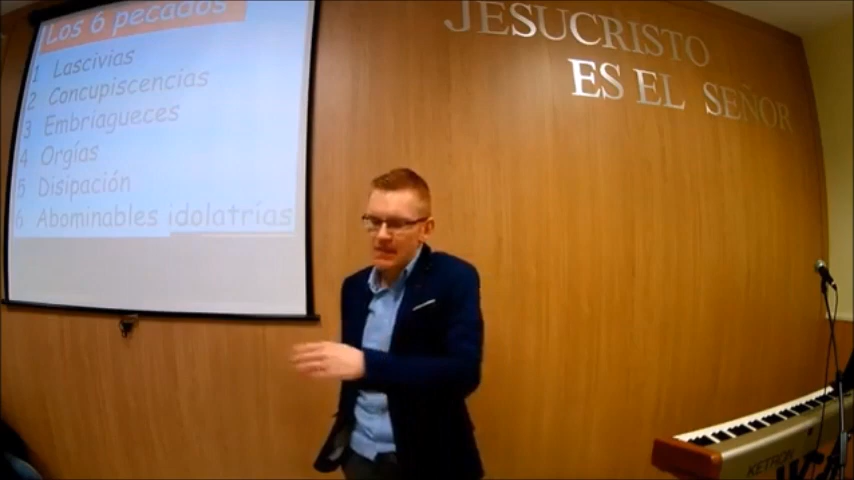 Los 6 pecados
1 Lascivias
2 Concupiscencias
3 Embriagueces
4 Orgías
5 Disipación
6 Abominables idolatrías
JESUCRISTO
ES EL SEÑOR
KETRON